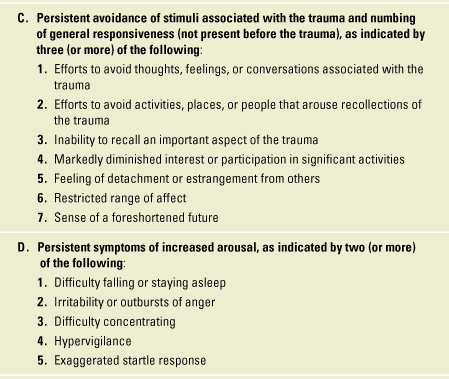 C. Persistent avoidance of stimuli associated with the trauma and numbing
of general responsiveness (not present before the trauma), as indicated by
three (or more) of the following:
1. Efforts to avoid thoughts, feelings, or conversations associated with the
trauma
2. Efforts to avoid activities, places, or people that arouse recollections of
the trauma
3. Inability to recall an important aspect of the trauma
4. Markedly diminished interest or participation in significant activities
5. Feeling of detachment or estrangement from others
6. Restricted range of affect
7. Sense of a foreshortened future
D. Persistent symptoms of increased arousal, as indicated by two (or more)
of the following:
1. Difficulty falling or staying asleep
2. Irritability or outbursts of anger
3. Difficulty concentrating
4. Hypervigilance
5. Exaggerated startle response